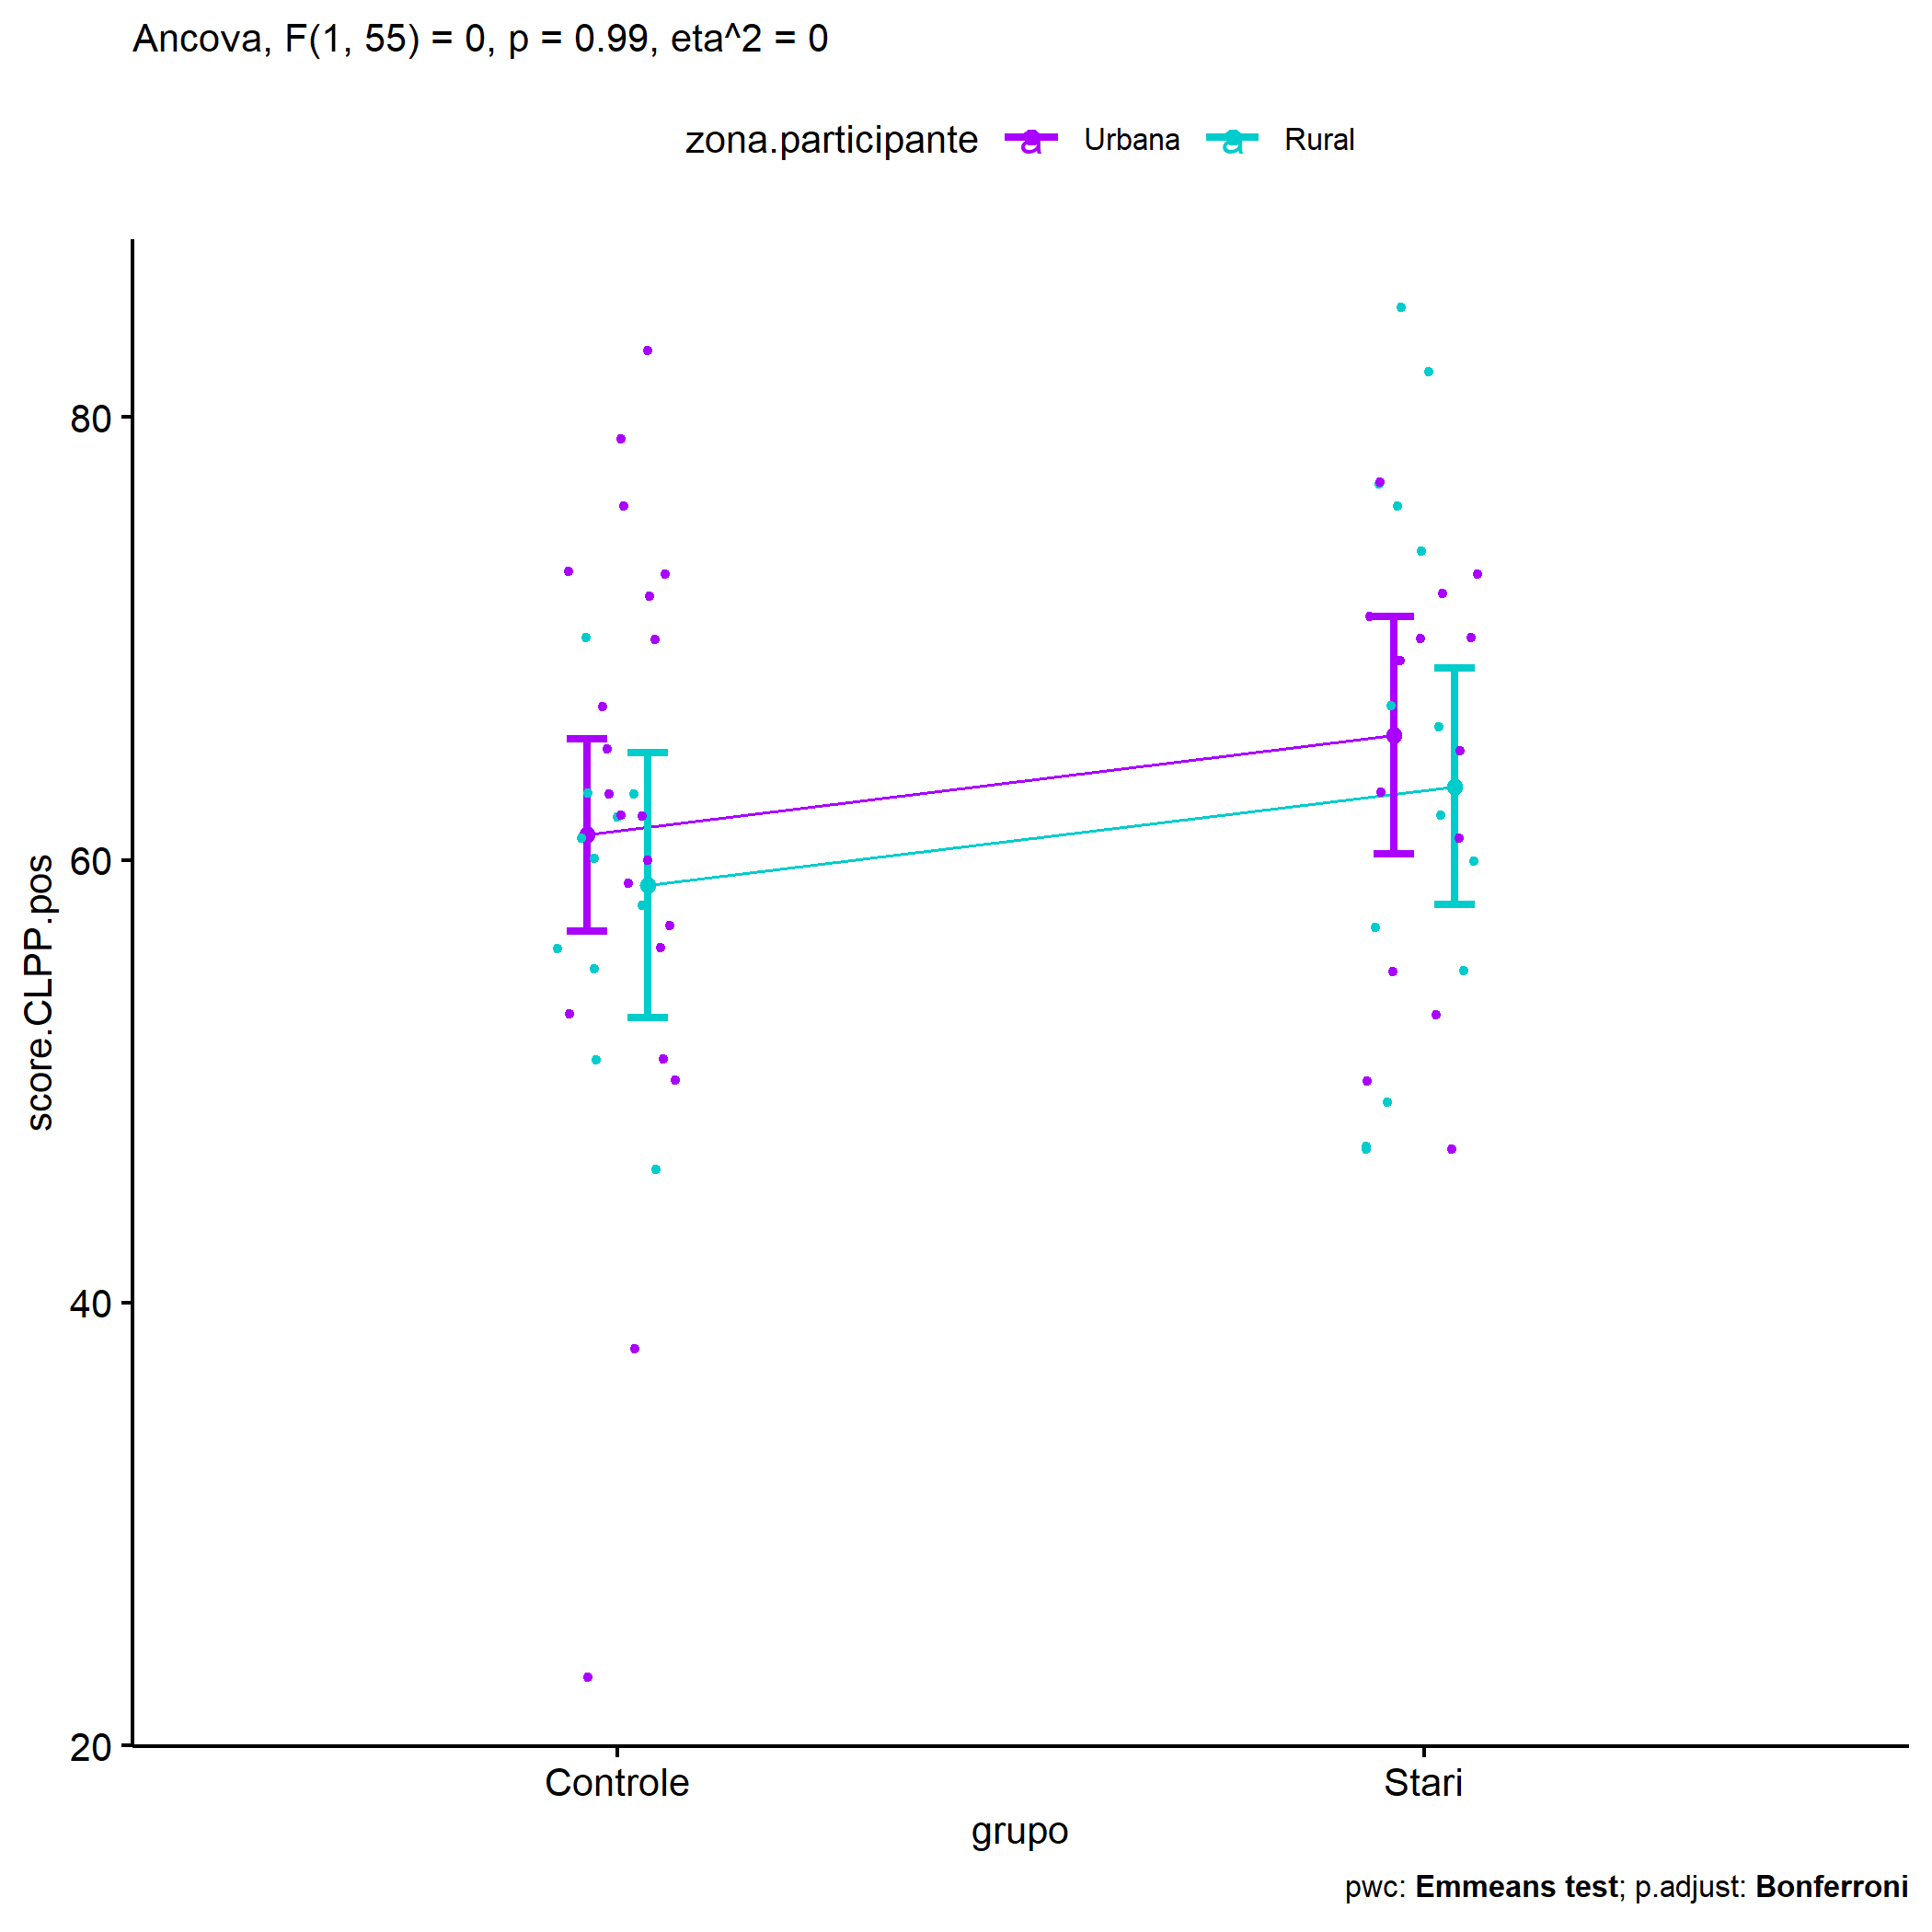 Ancova, F(1, 55) = 0, p = 0.99, eta^2 = 0
zona.participante a Urbana a Rural
80
60
40
20
score.CLPP.pos
Controle Stari
grupo
pwc: Emmeans test; p.adjust: Bonferroni